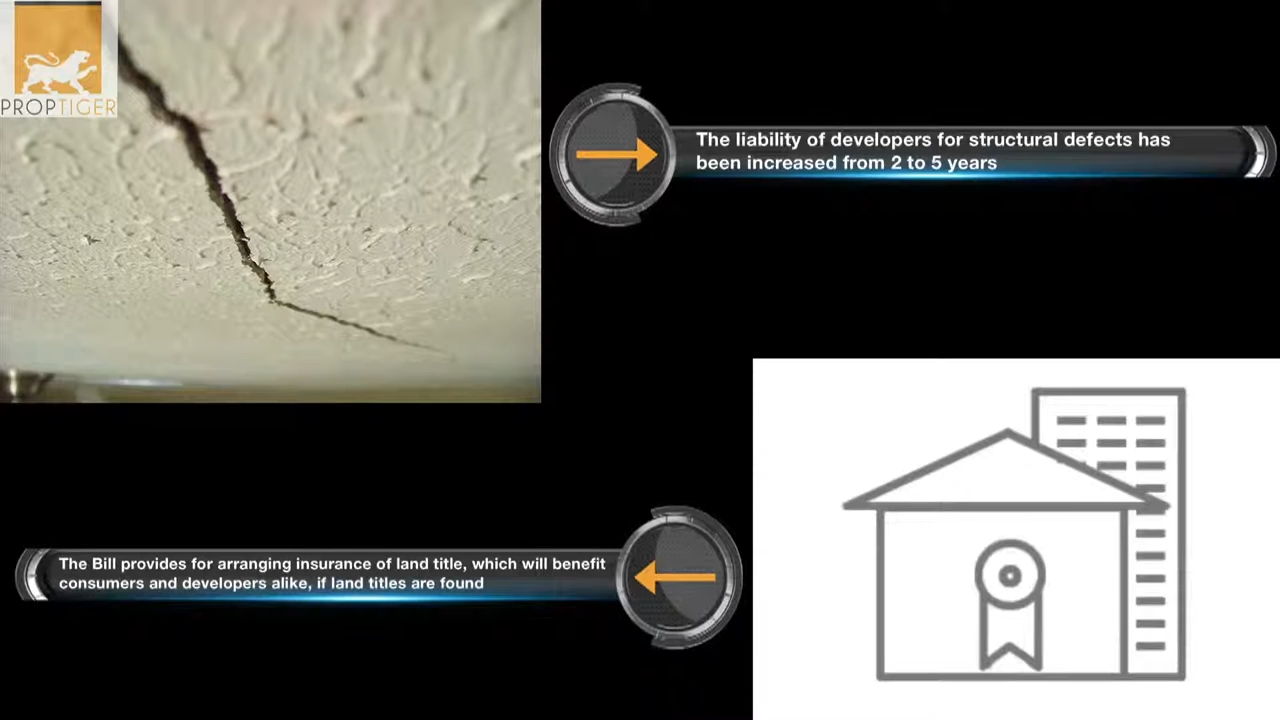 PROPTIGER
The liability of developers for structural defects has
been increased from 2 to 5 years
The Bill provides for arranging insurance of land title, which will benefit
consumers and developers alike, if land titles are found